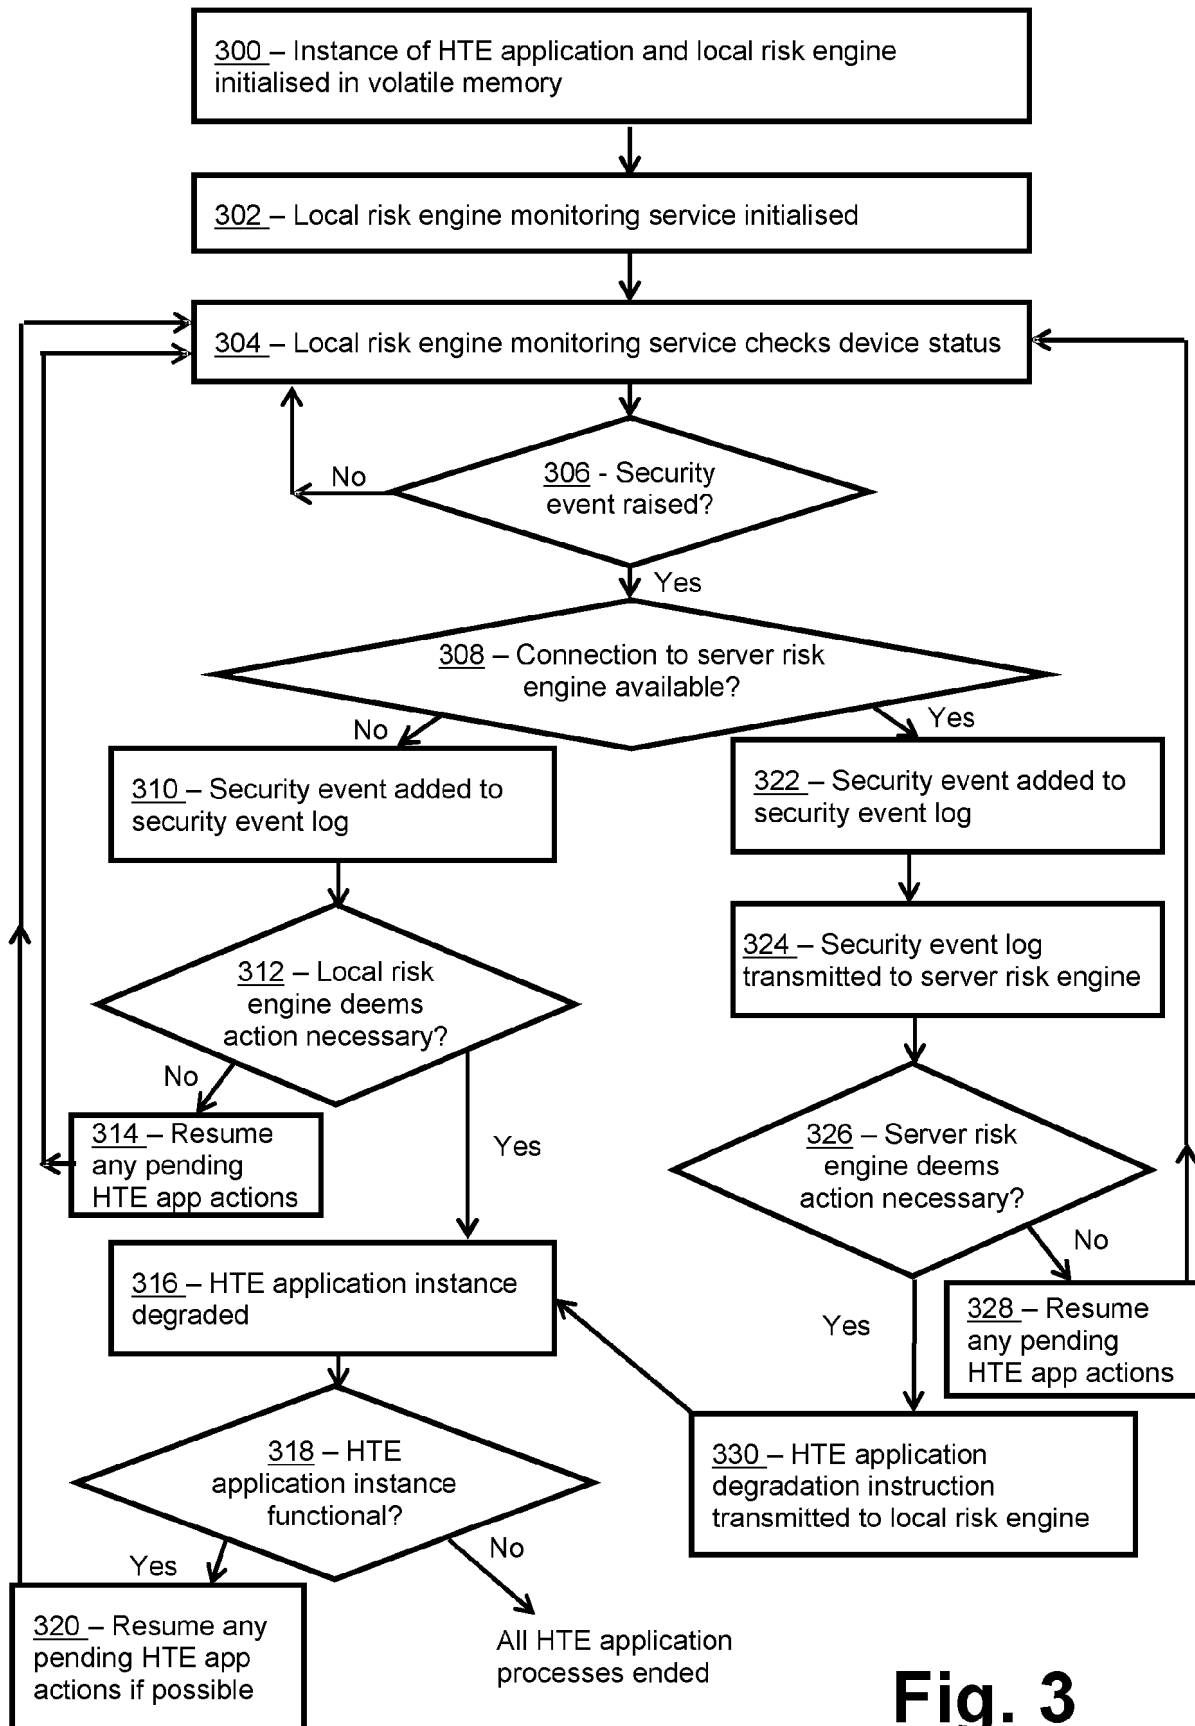 300 – Instance of HTE application and local risk engine
initialised in volatile memory
302 – Local risk engine monitoring service initialised
304 – Local risk engine monitoring service checks device status
306 - Security
event raised?
No
Yes
308 – Connection to server risk
engine available?
No
Yes
310 – Security event added to
security event log
322 – Security event added to
security event log
312 – Local risk
engine deems
action necessary?
324 – Security event log
transmitted to server risk engine
No
Yes
314 – Resume
any pending
HTE app actions
326 – Server risk
engine deems
action necessary?
No
Yes
316 – HTE application instance
degraded
328 – Resume
any pending
HTE app actions
318 – HTE
application instance
functional?
330 – HTE application
degradation instruction
transmitted to local risk engine
Yes
No
320 – Resume any
pending HTE app
actions if possible
All HTE application
processes ended
Fig. 3